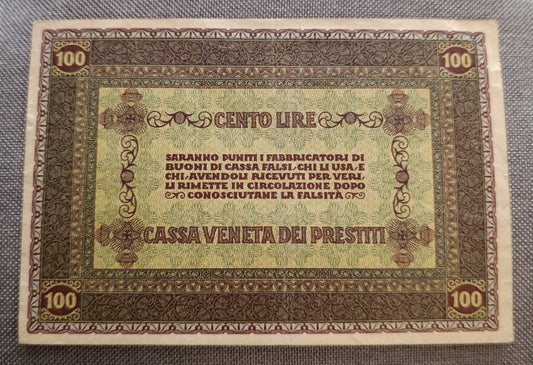 100 100
CENTO LIRE
SARANNO PUNITI I FABBRICATORI DI
BUONI DI CASSA FALSI, CHI LI USA, E
CHI, AVENDOLI RICEVUTI PER VERI,
LI RIMETTE IN CIRCOLAZIONE DOPO
CONOSCIUTANE LA FALSITÀ
CASSA VENETA DEI PRESTITI
100 100